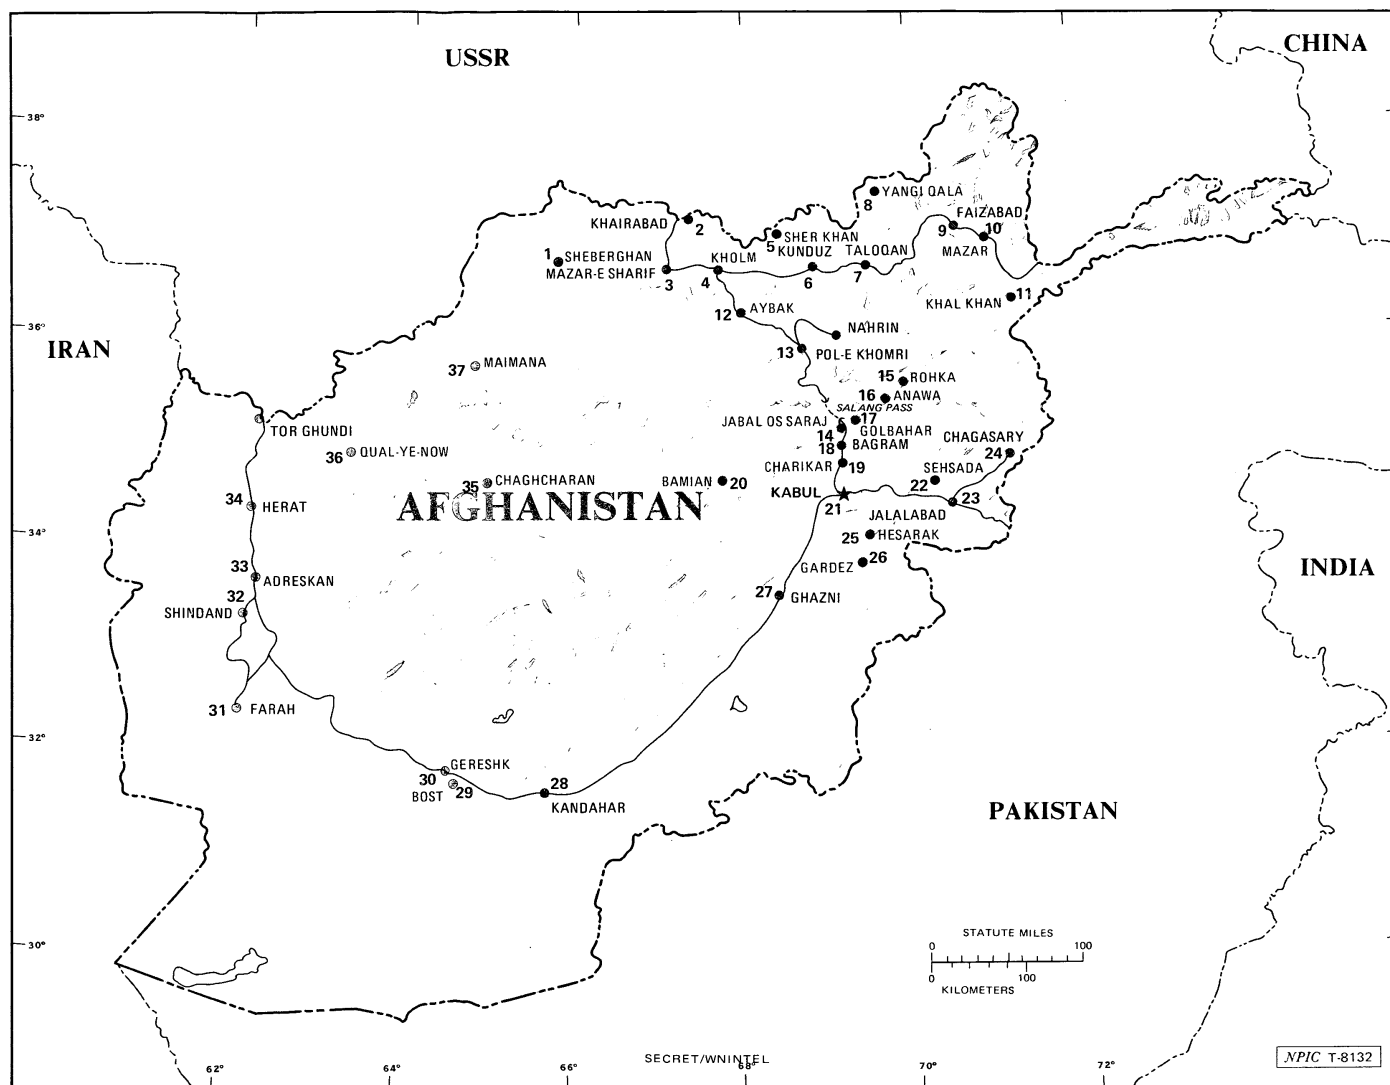 USSR
CHINA
38°
8
YANGI QALA
FAIZABAD
KHAIRABAD
2
9
10
5
SHER KHAN
MAZAR
1
SHEBERGHAN
KHOLM
KUNDUZ
TALOQAN
MAZAR-E SHARIF
3
4
6
7
11
KHAL KHAN
12
AYBAK
36°
NAHRIN
IRAN
13
POL-E KHOMRI
37
MAIMANA
15
ROHKA
16
ANAWA
SALANG PASS
JABAL OS SARAJ
17
TOR GHUNDI
14
GOLBAHAR
CHAGASARY
18
BAGRAM
24
36
QUAL-YE-NOW
CHARIKAR
19
SEHSADA
35
CHAGHCHARAN
BAMIAN
20
22
34
HERAT
AFGHANISTAN
KABUL
21
23
JALALABAD
34°
25
HESARAK
33
26
GARDEZ
INDIA
ADRESKAN
32
27
GHAZNI
SHINDAND
31
FARAH
32°
GERESHK
30
28
BOST
29
KANDAHAR
PAKISTAN
STATUTE MILES
0
100
30°
0
100
KILOMETERS
SECRET/WNINTEL
NPIC T-8132
62°
64°
66°
68°
70°
72°